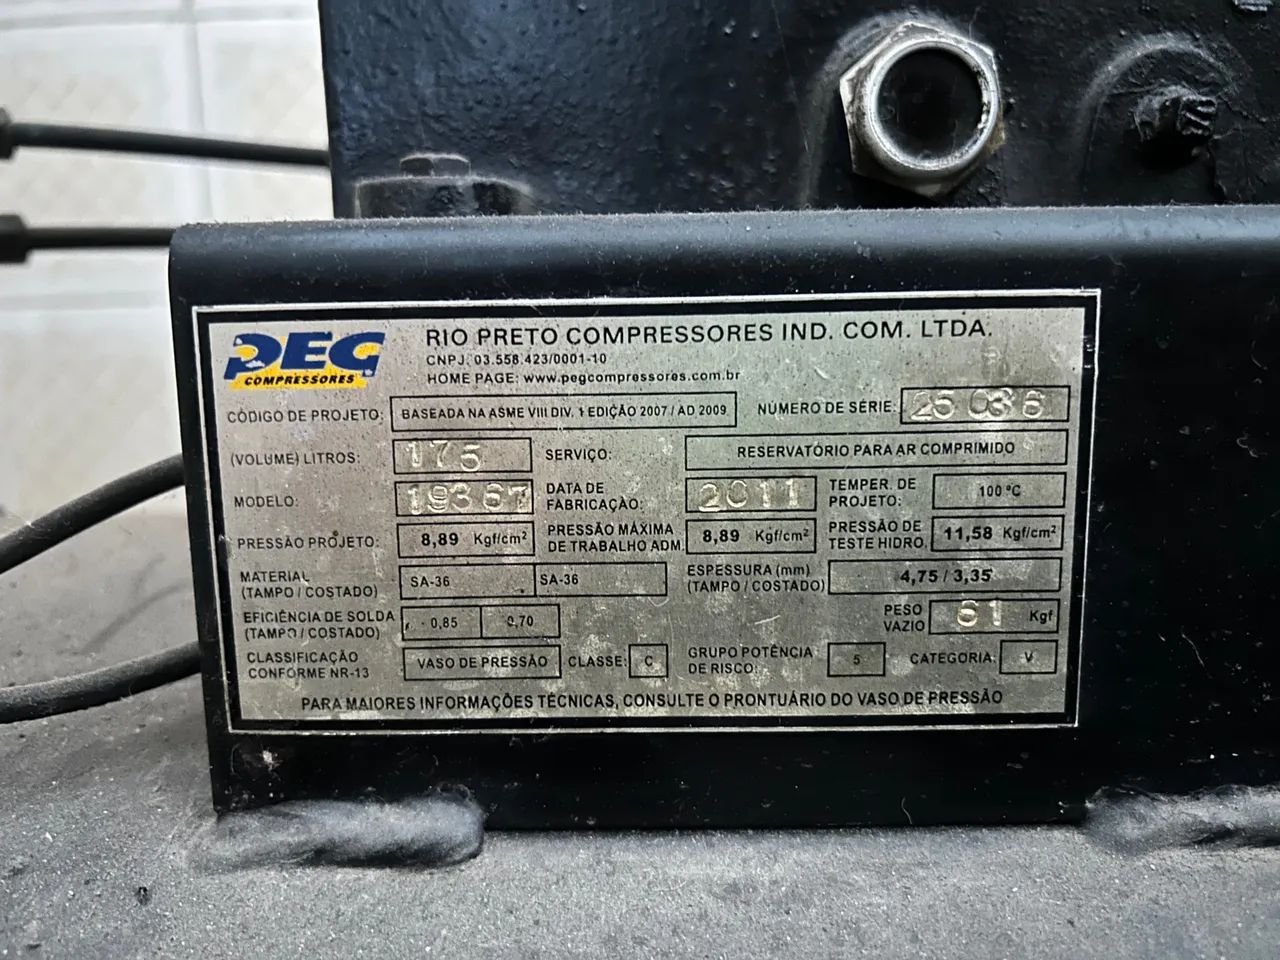 PEG
COMPRESSORES
RIO PRETO COMPRESSORES IND. COM. LTDA.
CNPJ: 03.558.423/0001-10
HOME PAGE: www.pegcompressores.com.br
CÓDIGO DE PROJETO: BASEADA NA ASME VIII DIV. 1 EDIÇÃO 2007 / AD 2009 NÚMERO DE SÉRIE: 25036
(VOLUME) LITROS: 175 SERVIÇO: RESERVATÓRIO PARA AR COMPRIMIDO
MODELO: 19367 DATA DE FABRICAÇÃO: 2011 TEMPER. DE PROJETO: 100 °C
PRESSÃO PROJETO: 8,89 Kgf/cm² PRESSÃO MÁXIMA DE TRABALHO ADM. 8,89 Kgf/cm² PRESSÃO DE TESTE HIDRO. 11,58 Kgf/cm²
MATERIAL (TAMPO / COSTADO) SA-36 SA-36 ESPESSURA (mm) (TAMPO / COSTADO) 4,75 / 3,35
EFICIÊNCIA DE SOLDA (TAMPO / COSTADO) 0,85 0,70 PESO VAZIO 61 Kgf
CLASSIFICAÇÃO CONFORME NR-13 VASO DE PRESSÃO CLASSE: C GRUPO POTÊNCIA DE RISCO: 5 CATEGORIA: V
PARA MAIORES INFORMAÇÕES TÉCNICAS, CONSULTE O PRONTUÁRIO DO VASO DE PRESSÃO